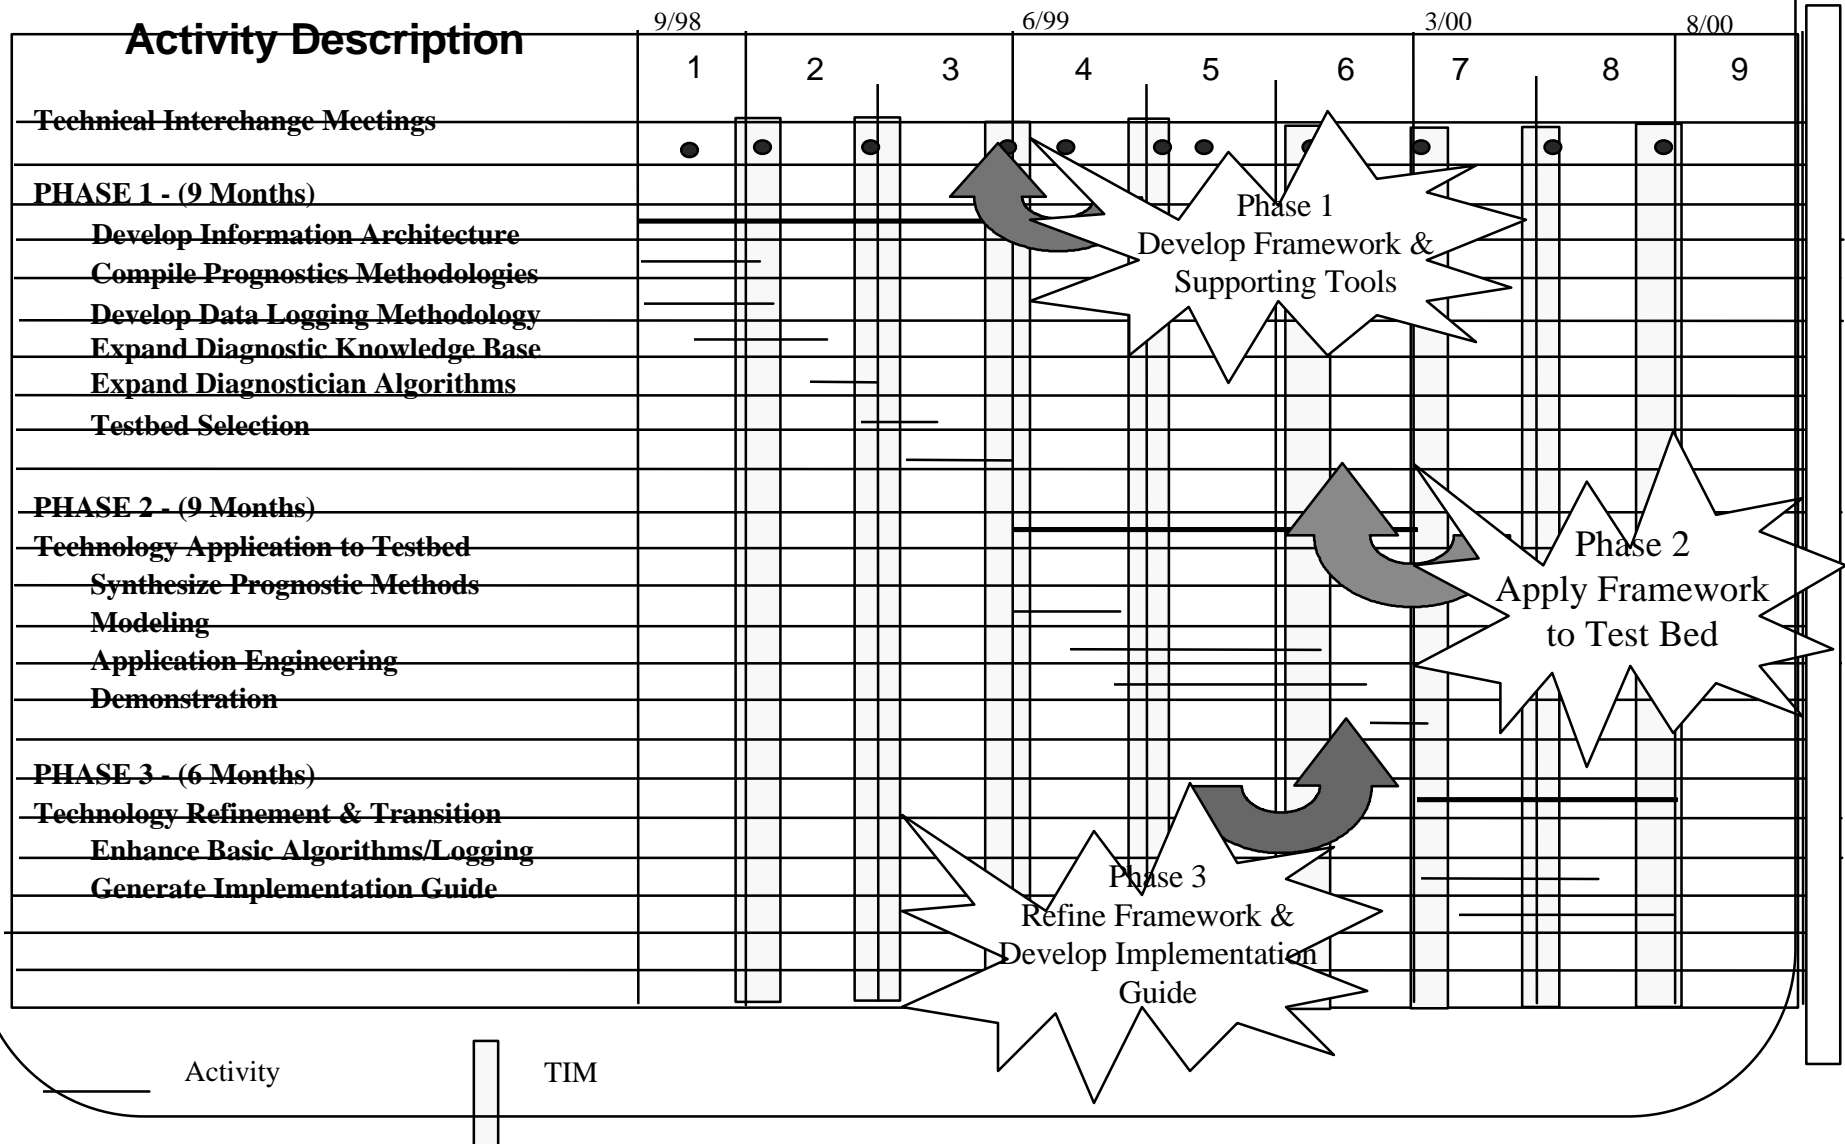 Activity Description
9/98
6/99
3/00
8/00
1 2 3 4 5 6 7 8 9
Technical Interchange Meetings
PHASE 1 - (9 Months)
Develop Information Architecture
Compile Prognostics Methodologies
Develop Data Logging Methodology
Expand Diagnostic Knowledge Base
Expand Diagnostician Algorithms
Testbed Selection
Phase 1
Develop Framework &
Supporting Tools
PHASE 2 - (9 Months)
Technology Application to Testbed
Synthesize Prognostic Methods
Modeling
Application Engineering
Demonstration
Phase 2
Apply Framework
to Test Bed
PHASE 3 - (6 Months)
Technology Refinement & Transition
Enhance Basic Algorithms/Logging
Generate Implementation Guide
Phase 3
Refine Framework &
Develop Implementation
Guide
Activity
TIM